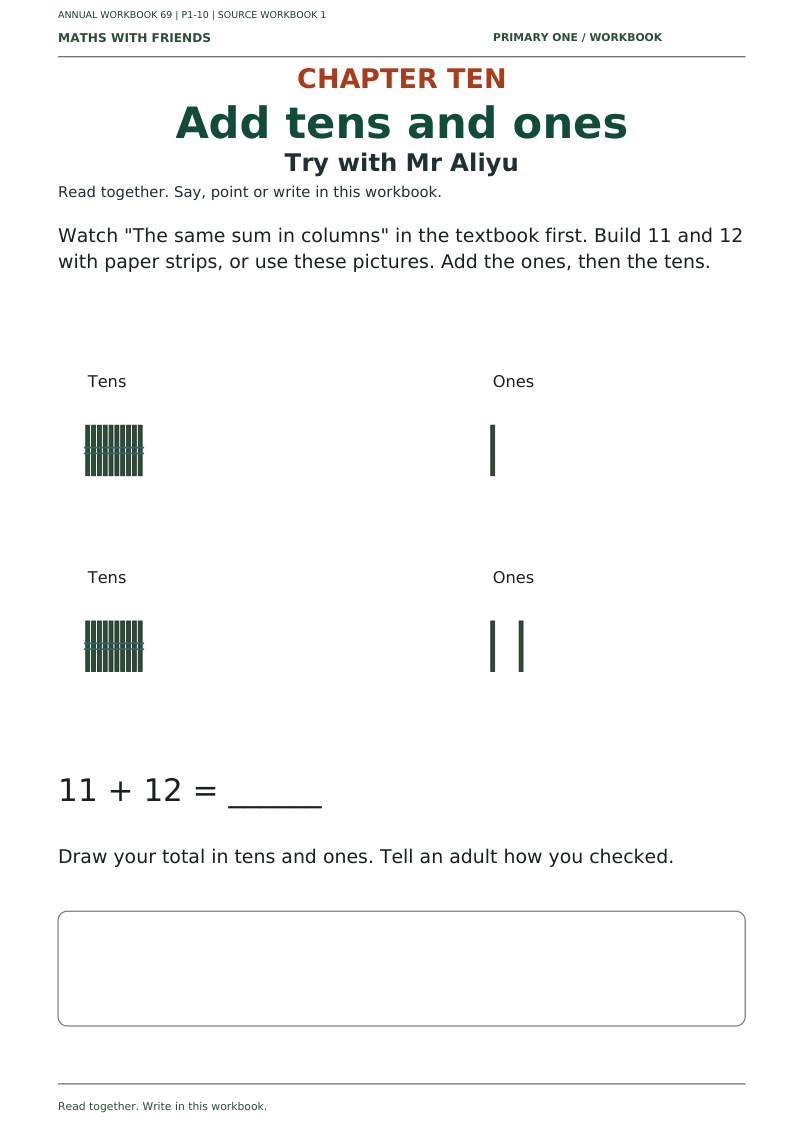 ANNUAL WORKBOOK 69 | P1-10 | SOURCE WORKBOOK 1
MATHS WITH FRIENDS
PRIMARY ONE / WORKBOOK
CHAPTER TEN
Add tens and ones
Try with Mr Aliyu
Read together. Say, point or write in this workbook.
Watch "The same sum in columns" in the textbook first. Build 11 and 12
with paper strips, or use these pictures. Add the ones, then the tens.
Tens
Ones
Tens
Ones
11 + 12 = ______
Draw your total in tens and ones. Tell an adult how you checked.
Read together. Write in this workbook.